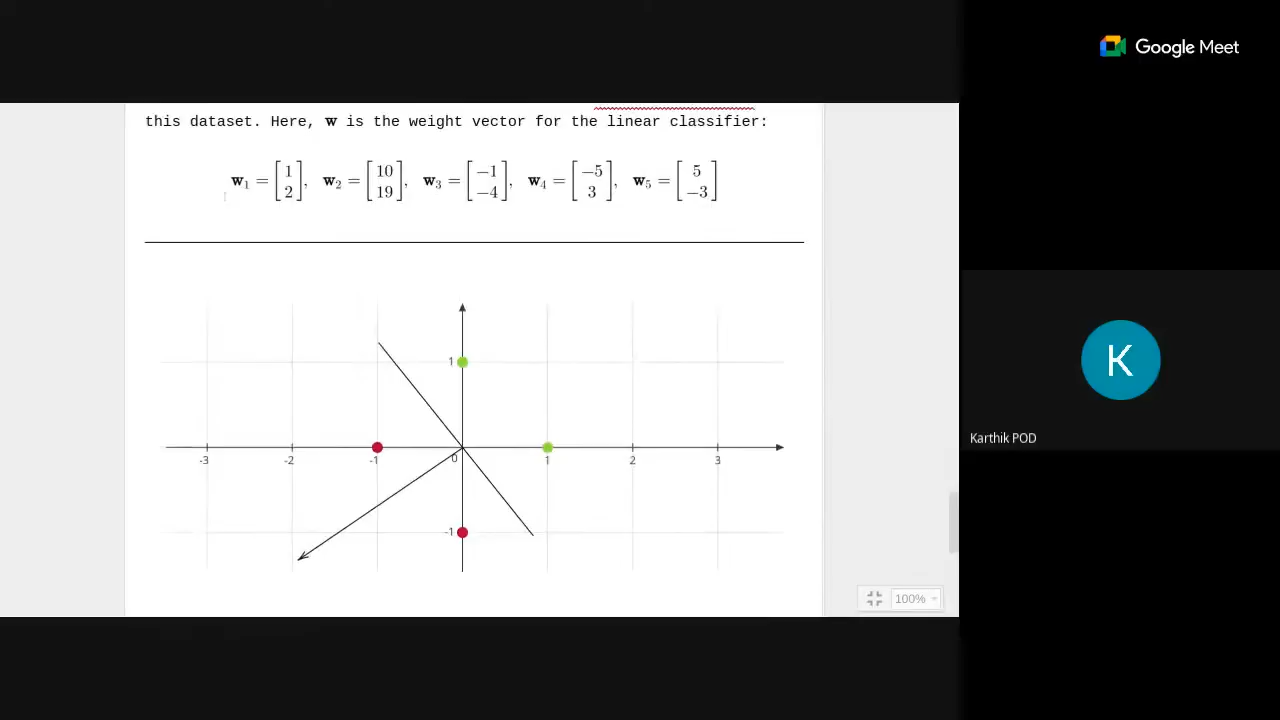 Google Meet
this dataset. Here, w is the weight vector for the linear classifier:
w₁ = [1 2], w₂ = [10 19], w₃ = [−1 −4], w₄ = [−5 3], w₅ = [5 −3]
1
-3 -2 -1 0 1 2 3
-1
K
Karthik POD
100%